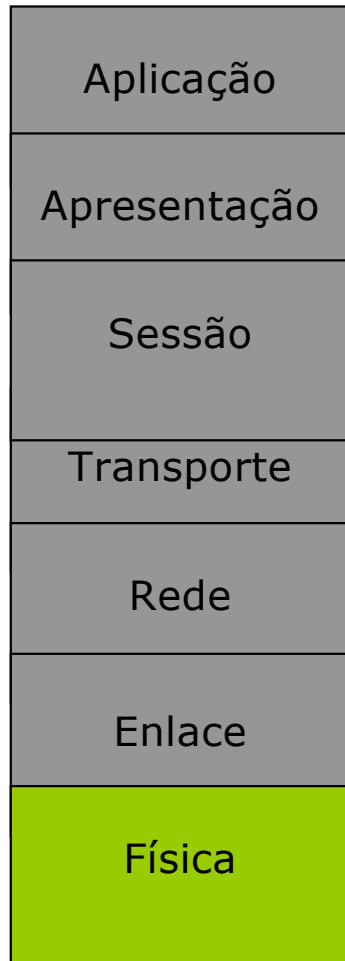 Aplicação
Apresentação
Sessão
Transporte
Rede
Enlace
Física